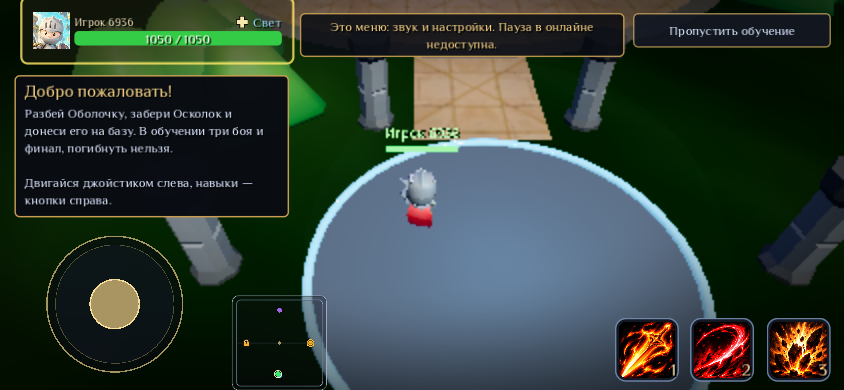 Игрок 6936
Свет
1050 / 1050
Это меню: звук и настройки. Пауза в онлайне
недоступна.
Пропустить обучение
Добро пожаловать!
Разбей Оболочку, забери Осколок и
донеси его на базу. В обучении три боя и
финал, погибнуть нельзя.
Двигайся джойстиком слева, навыки —
кнопки справа.
Игрок
1
2
3